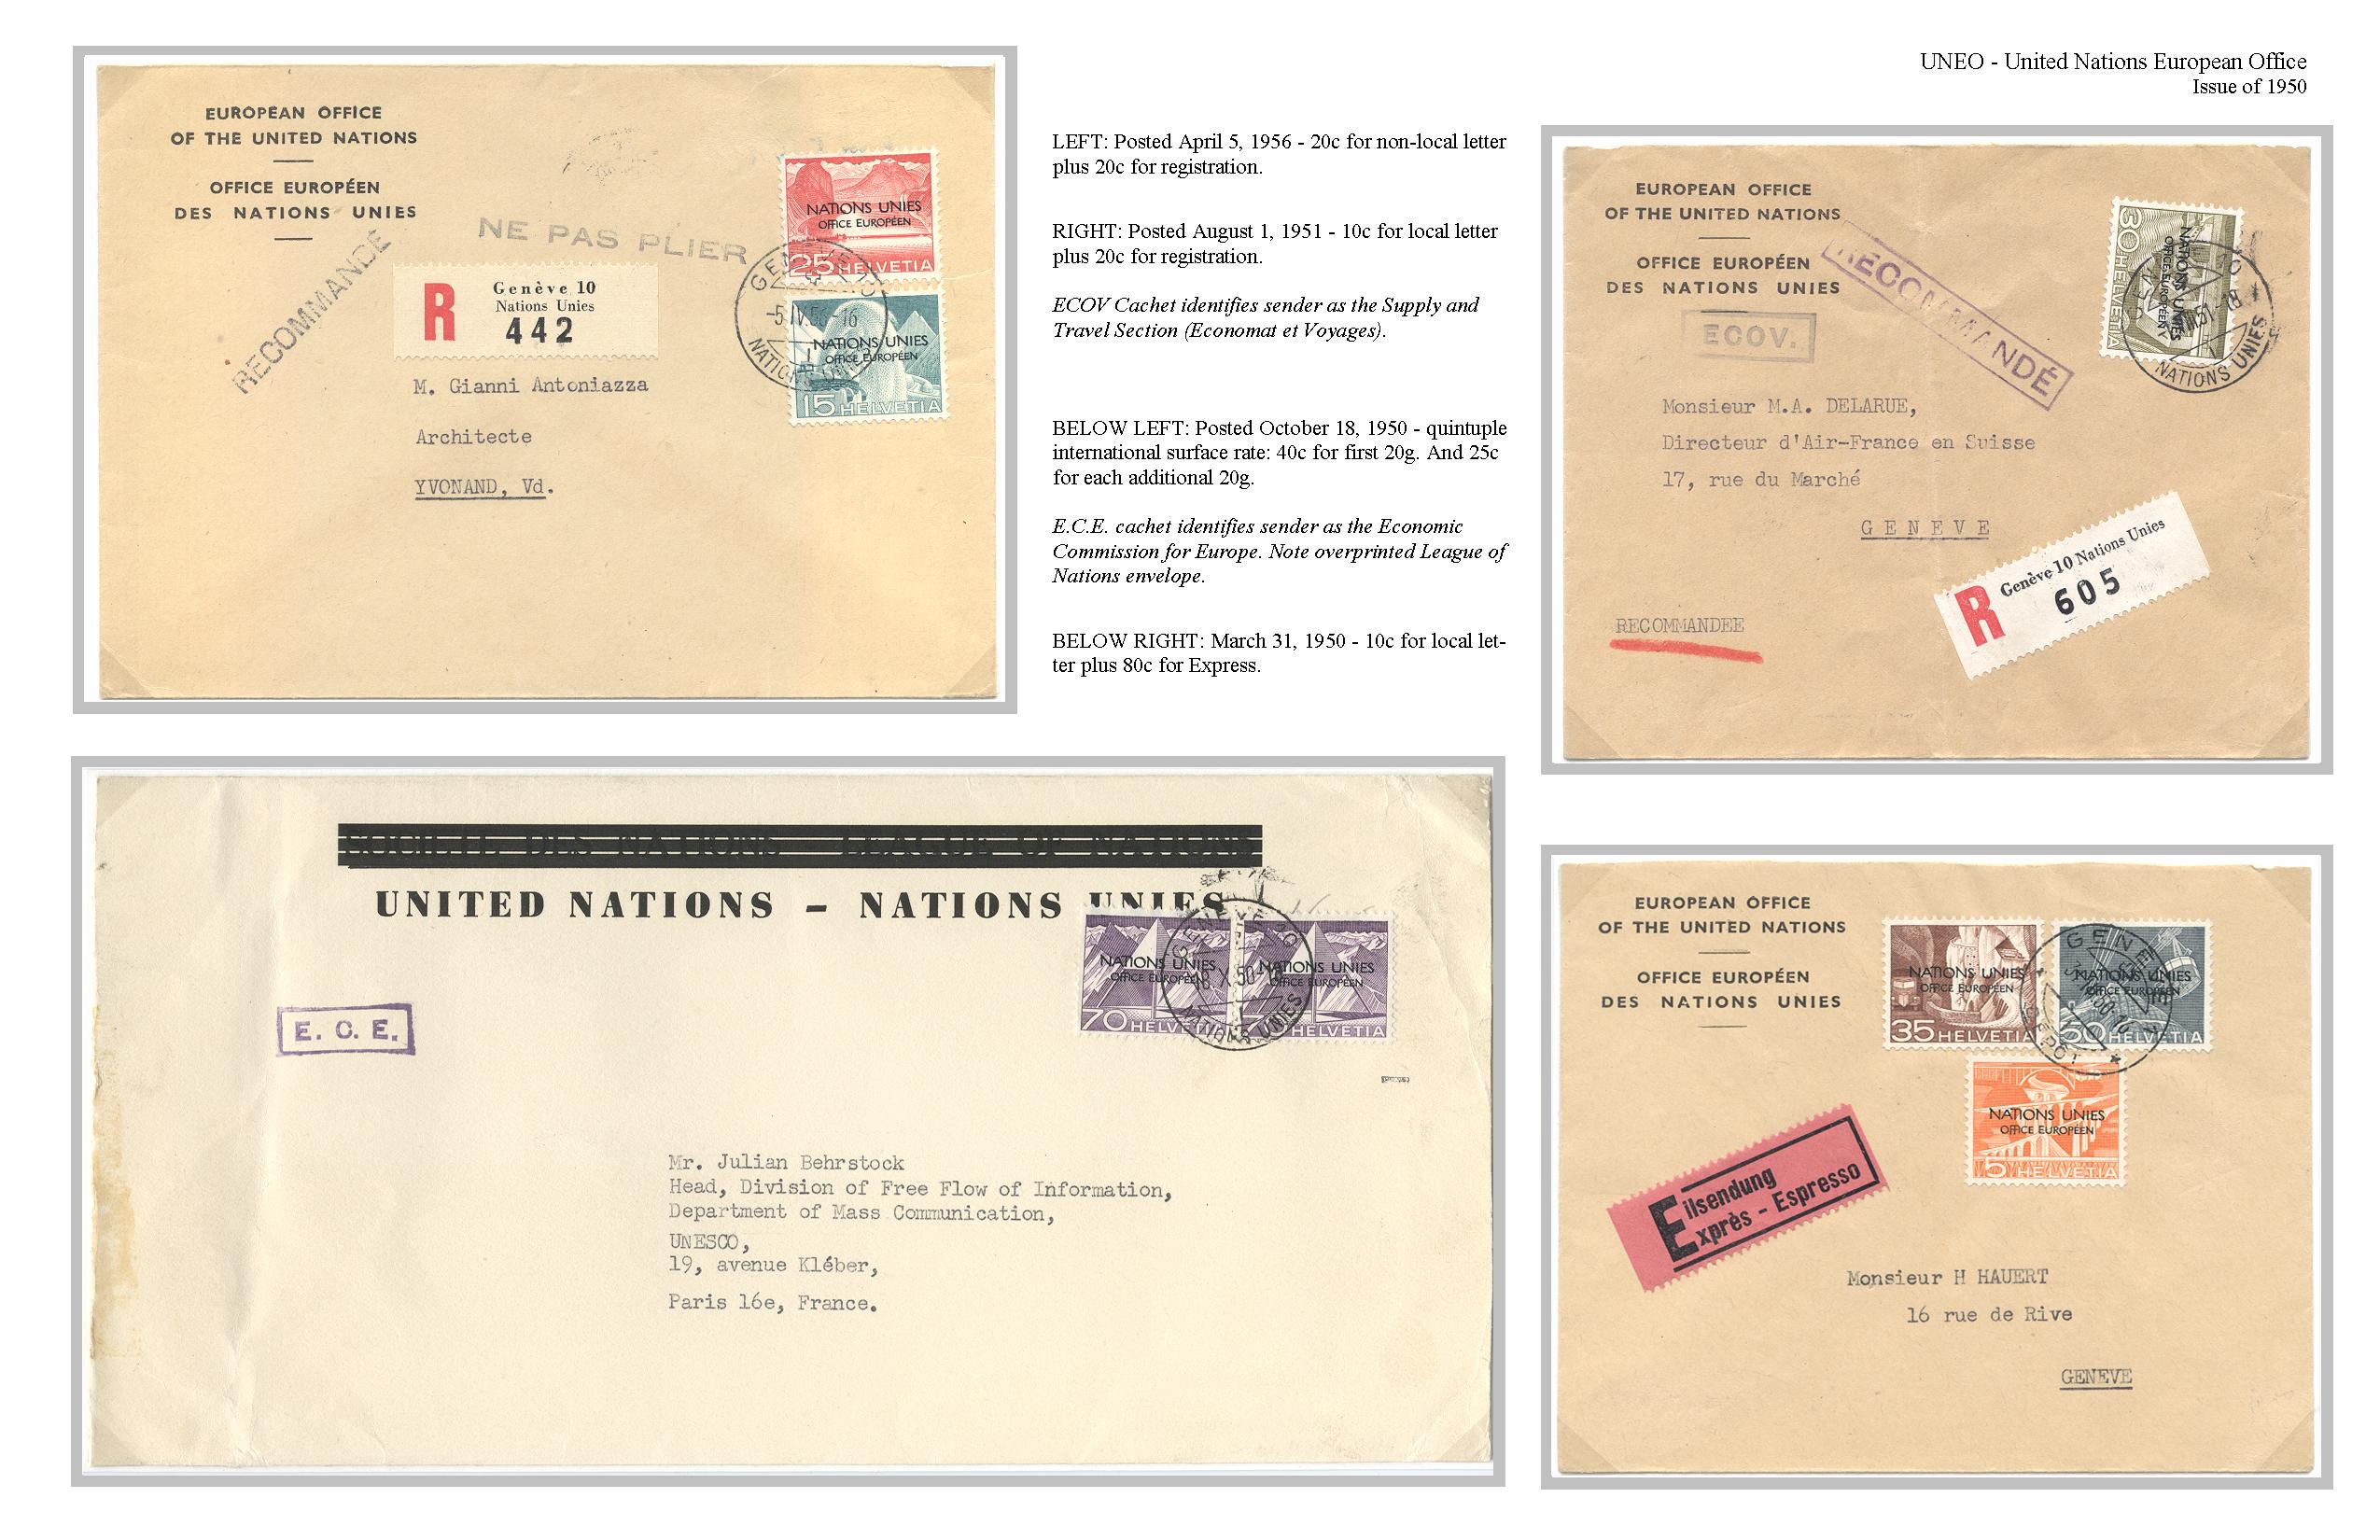 UNEO - United Nations European Office
Issue of 1950
EUROPEAN OFFICE
OF THE UNITED NATIONS
OFFICE EUROPÉEN
DES NATIONS UNIES
NE PAS PLIER
RECOMMANDÉ
R
Genève 10
Nations Unies
442
M. Gianni Antoniazza
Architecte
YVONAND, Vd.
NATIONS UNIES
OFFICE EUROPÉEN
25 HELVETIA
NATIONS UNIES
OFFICE EUROPÉEN
15 HELVETIA
-5.IV.56-16
NATIONS UNIES
LEFT: Posted April 5, 1956 - 20c for non-local letter
plus 20c for registration.
RIGHT: Posted August 1, 1951 - 10c for local letter
plus 20c for registration.
ECOV Cachet identifies sender as the Supply and
Travel Section (Economat et Voyages).
BELOW LEFT: Posted October 18, 1950 - quintuple
international surface rate: 40c for first 20g. And 25c
for each additional 20g.
E.C.E. cachet identifies sender as the Economic
Commission for Europe. Note overprinted League of
Nations envelope.
BELOW RIGHT: March 31, 1950 - 10c for local let-
ter plus 80c for Express.
EUROPEAN OFFICE
OF THE UNITED NATIONS
OFFICE EUROPÉEN
DES NATIONS UNIES
RECOMMANDÉ
ECOV.
30 HELVETIA
NATIONS UNIES
OFFICE EUROPÉEN
NATIONS UNIES
Monsieur M.A. DELARUE,
Directeur d'Air-France en Suisse
17, rue du Marché
GENEVE
R
Genève 10 Nations Unies
605
RECOMMANDEE
SOCIETE DES NATIONS - LEAGUE OF NATIONS
UNITED NATIONS - NATIONS UNIES
E. C. E.
NATIONS UNIES
OFFICE EUROPÉEN
70 HELVETIA
NATIONS UNIES
OFFICE EUROPÉEN
HELVETIA
NATIONS UNIES
Mr. Julian Behrstock
Head, Division of Free Flow of Information,
Department of Mass Communication,
UNESCO,
19, avenue Kléber,
Paris 16e, France.
EUROPEAN OFFICE
OF THE UNITED NATIONS
OFFICE EUROPÉEN
DES NATIONS UNIES
NATIONS UNIES
OFFICE EUROPÉEN
35 HELVETIA
NATIONS UNIES
OFFICE EUROPÉEN
HELVETIA
GENEVE
NATIONS UNIES
OFFICE EUROPÉEN
5 HELVETIA
Eilsendung
Exprès - Espresso
Monsieur H HAUERT
16 rue de Rive
GENEVE